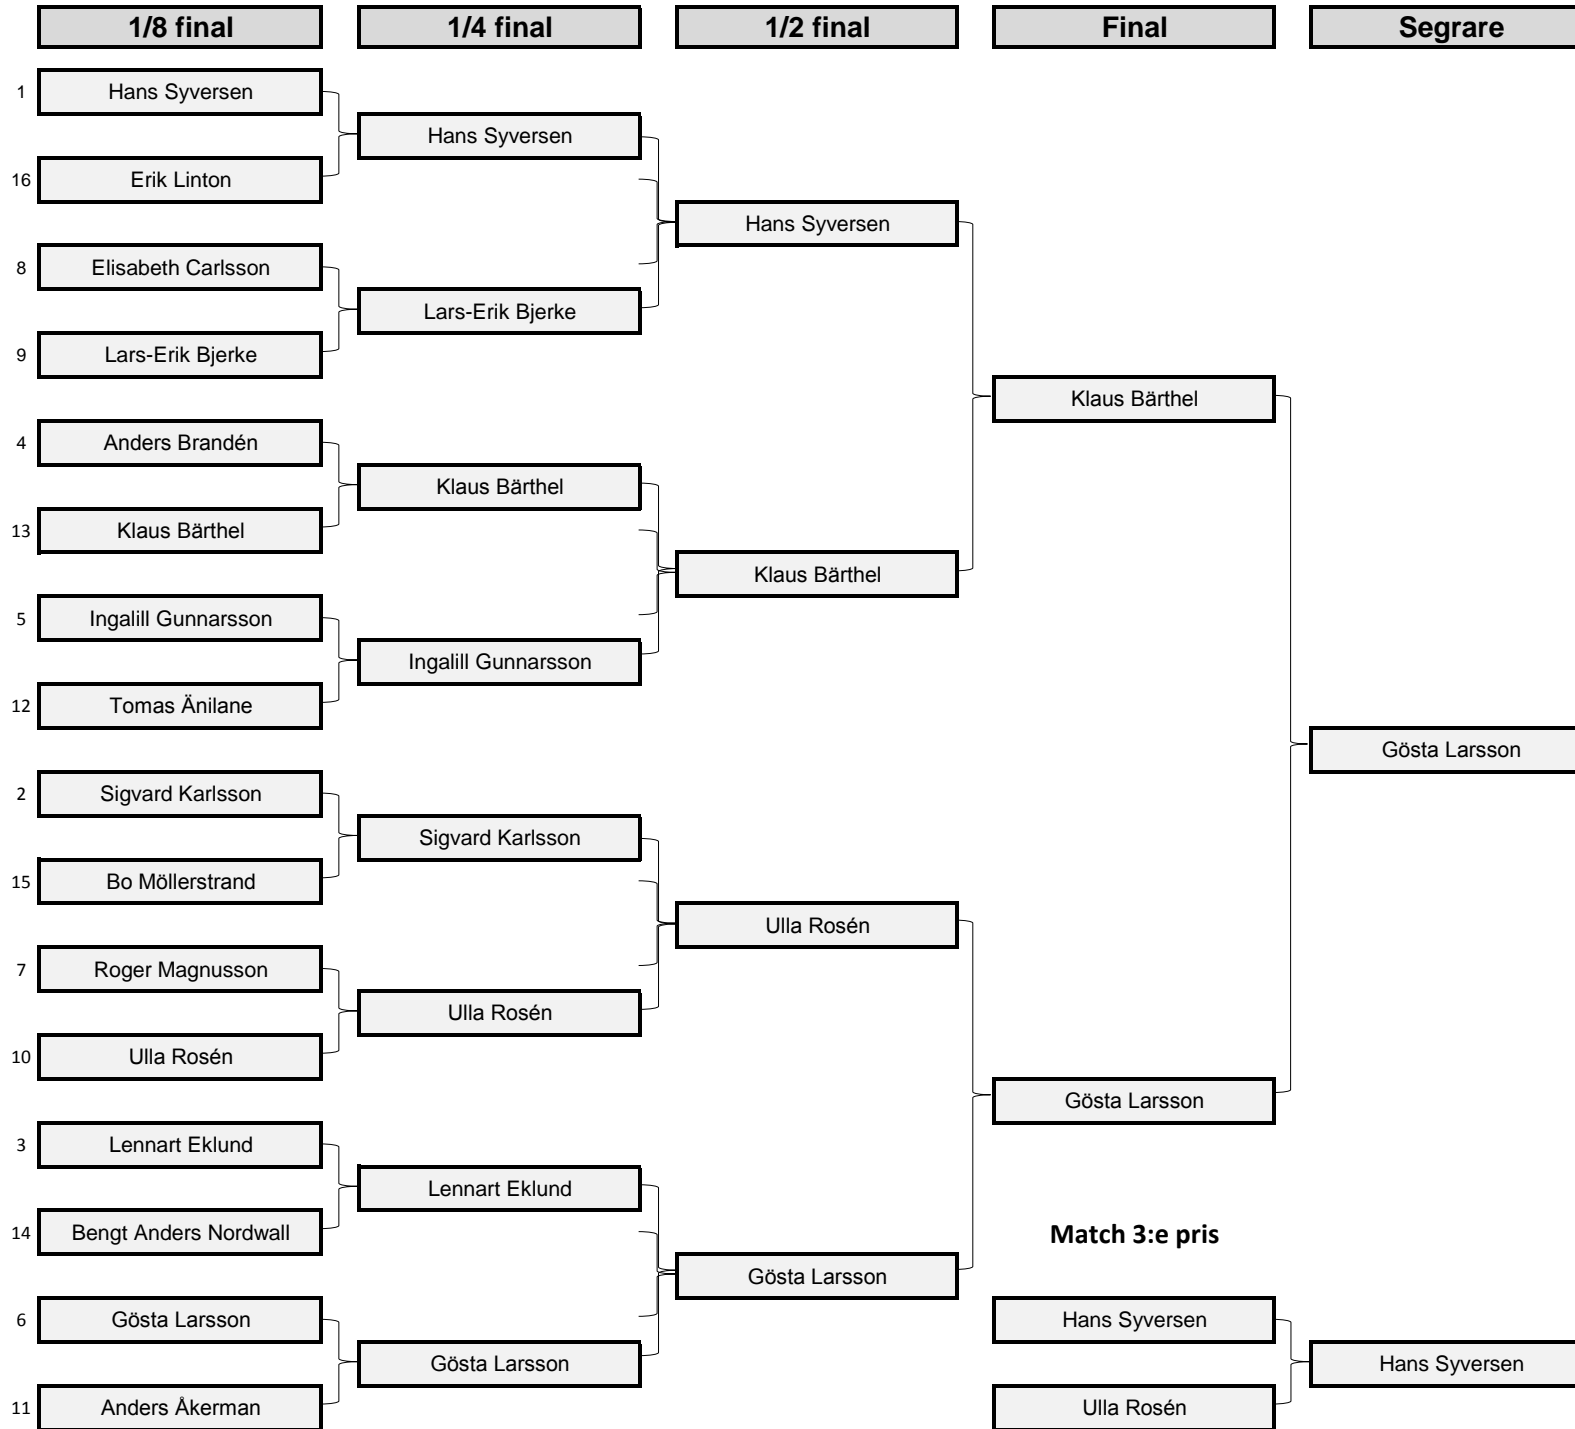 1/8 final 1/4 final 1/2 final Final Segrare
1 Hans Syversen
Hans Syversen
16 Erik Linton
Hans Syversen
8 Elisabeth Carlsson
Lars-Erik Bjerke
9 Lars-Erik Bjerke
Klaus Bärthel
4 Anders Brandén
Klaus Bärthel
13 Klaus Bärthel
Klaus Bärthel
5 Ingalill Gunnarsson
Ingalill Gunnarsson
12 Tomas Änilane
Gösta Larsson
2 Sigvard Karlsson
Sigvard Karlsson
15 Bo Möllerstrand
Ulla Rosén
7 Roger Magnusson
Ulla Rosén
10 Ulla Rosén
Gösta Larsson
3 Lennart Eklund
Lennart Eklund
14 Bengt Anders Nordwall
Match 3:e pris
Gösta Larsson
6 Gösta Larsson
Hans Syversen
Gösta Larsson
Hans Syversen
11 Anders Åkerman
Ulla Rosén